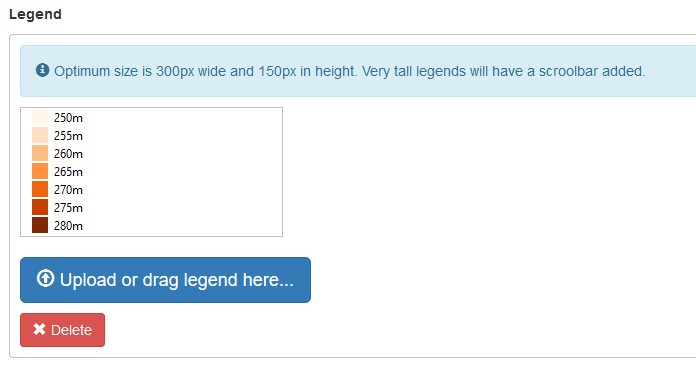 Legend
Optimum size is 300px wide and 150px in height. Very tall legends will have a scroolbar added.
250m
255m
260m
265m
270m
275m
280m
Upload or drag legend here...
Delete